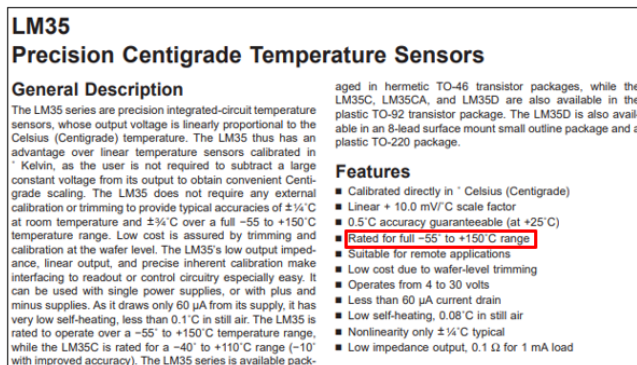 LM35
Precision Centigrade Temperature Sensors
General Description
The LM35 series are precision integrated-circuit temperature
sensors, whose output voltage is linearly proportional to the
Celsius (Centigrade) temperature. The LM35 thus has an
advantage over linear temperature sensors calibrated in
˚ Kelvin, as the user is not required to subtract a large
constant voltage from its output to obtain convenient Centi-
grade scaling. The LM35 does not require any external
calibration or trimming to provide typical accuracies of ±¼˚C
at room temperature and ±¾˚C over a full −55 to +150˚C
temperature range. Low cost is assured by trimming and
calibration at the wafer level. The LM35's low output imped-
ance, linear output, and precise inherent calibration make
interfacing to readout or control circuitry especially easy. It
can be used with single power supplies, or with plus and
minus supplies. As it draws only 60 µA from its supply, it has
very low self-heating, less than 0.1˚C in still air. The LM35 is
rated to operate over a −55˚ to +150˚C temperature range,
while the LM35C is rated for a −40˚ to +110˚C range (−10˚
with improved accuracy). The LM35 series is available pack-
aged in hermetic TO-46 transistor packages, while the
LM35C, LM35CA, and LM35D are also available in the
plastic TO-92 transistor package. The LM35D is also avail-
able in an 8-lead surface mount small outline package and a
plastic TO-220 package.
Features
■ Calibrated directly in ˚ Celsius (Centigrade)
■ Linear + 10.0 mV/˚C scale factor
■ 0.5˚C accuracy guaranteeable (at +25˚C)
■ Rated for full −55˚ to +150˚C range
■ Suitable for remote applications
■ Low cost due to wafer-level trimming
■ Operates from 4 to 30 volts
■ Less than 60 µA current drain
■ Low self-heating, 0.08˚C in still air
■ Nonlinearity only ±¼˚C typical
■ Low impedance output, 0.1 Ω for 1 mA load